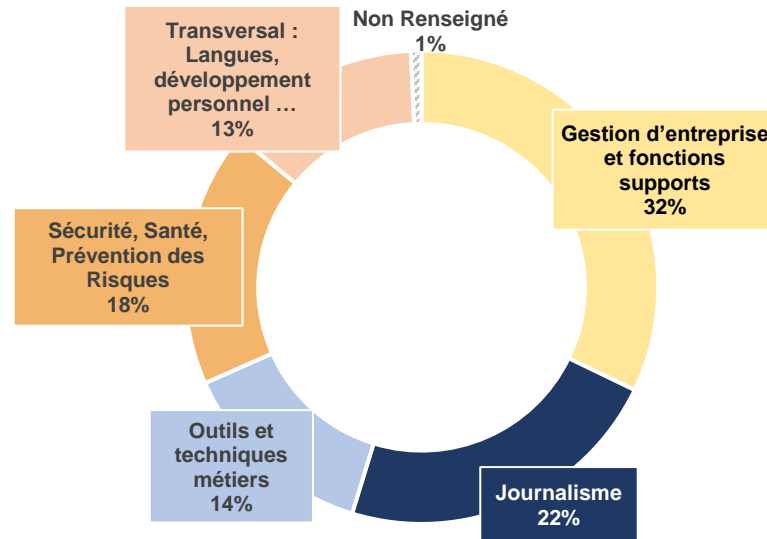 Non Renseigné
1%
Gestion d’entreprise
et fonctions
supports
32%
Journalisme
22%
Outils et
techniques
métiers
14%
Sécurité, Santé,
Prévention des
Risques
18%
Transversal :
Langues,
développement
personnel …
13%